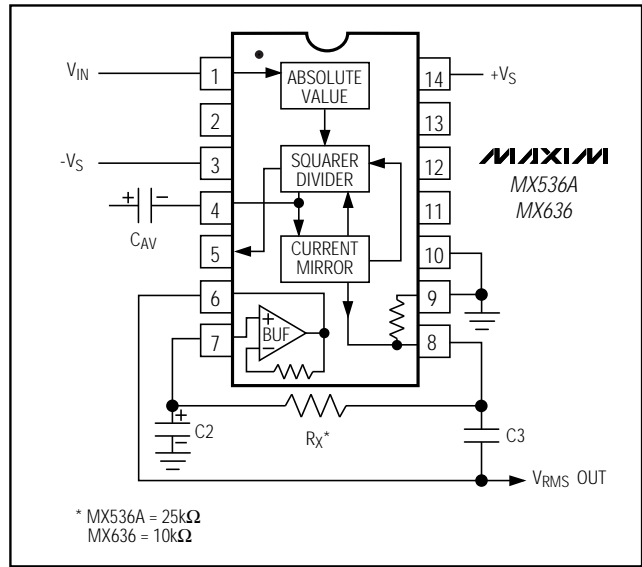 VIN
1
ABSOLUTE
VALUE
14
+VS
2
13
-VS
3
SQUARER
DIVIDER
12
MAXIM
MX536A
MX636
+
-
4
11
CAV
5
CURRENT
MIRROR
10
6
9
+
BUF
-
7
8
+
-
C2
RX*
C3
VRMS OUT
* MX536A = 25kΩ
MX636 = 10kΩ